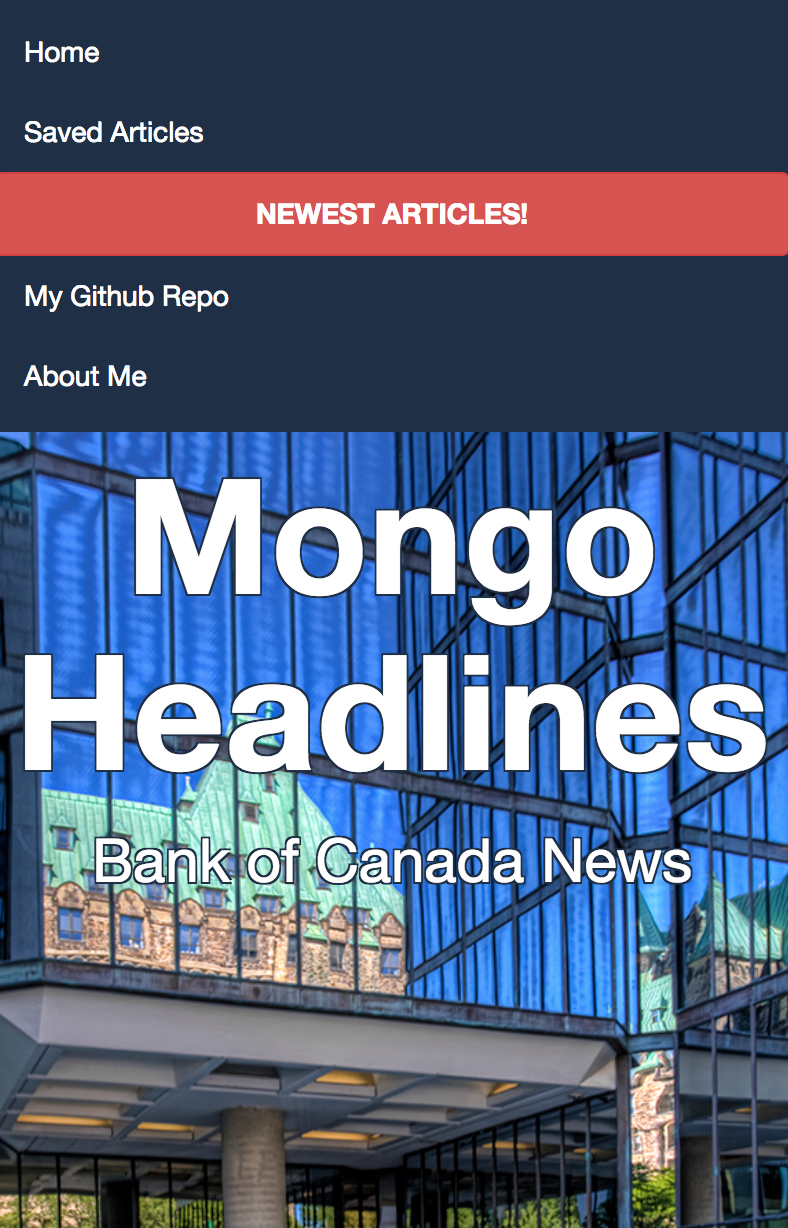 Home
Saved Articles
NEWEST ARTICLES!
My Github Repo
About Me
Mongo
Headlines
Bank of Canada News